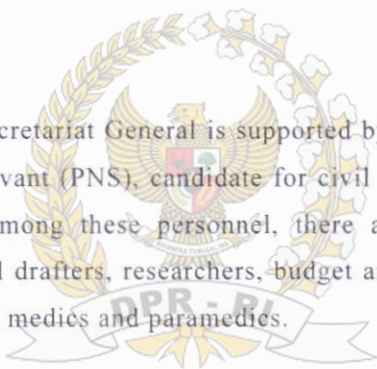 cretariat General is supported by
vant (PNS), candidate for civil
mong these personnel, there a
l drafters, researchers, budget a
medics and paramedics.
DPR - RI